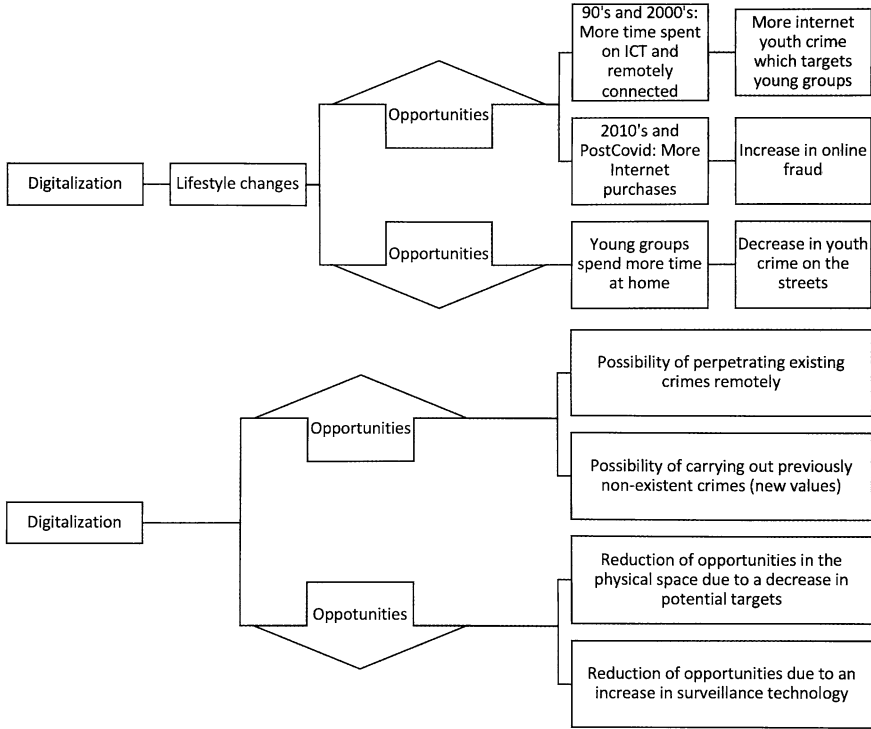 90's and 2000's:
More time spent
on ICT and
remotely
connected
More internet
youth crime
which targets
young groups
Opportunities
2010's and
PostCovid: More
Internet
purchases
Increase in online
fraud
Digitalization
Lifestyle changes
Opportunities
Young groups
spend more time
at home
Decrease in youth
crime on the
streets
Possibility of perpetrating existing
crimes remotely
Opportunities
Possibility of carrying out previously
non-existent crimes (new values)
Digitalization
Reduction of opportunities in the
physical space due to a decrease in
potential targets
Oppotunities
Reduction of opportunities due to an
increase in surveillance technology